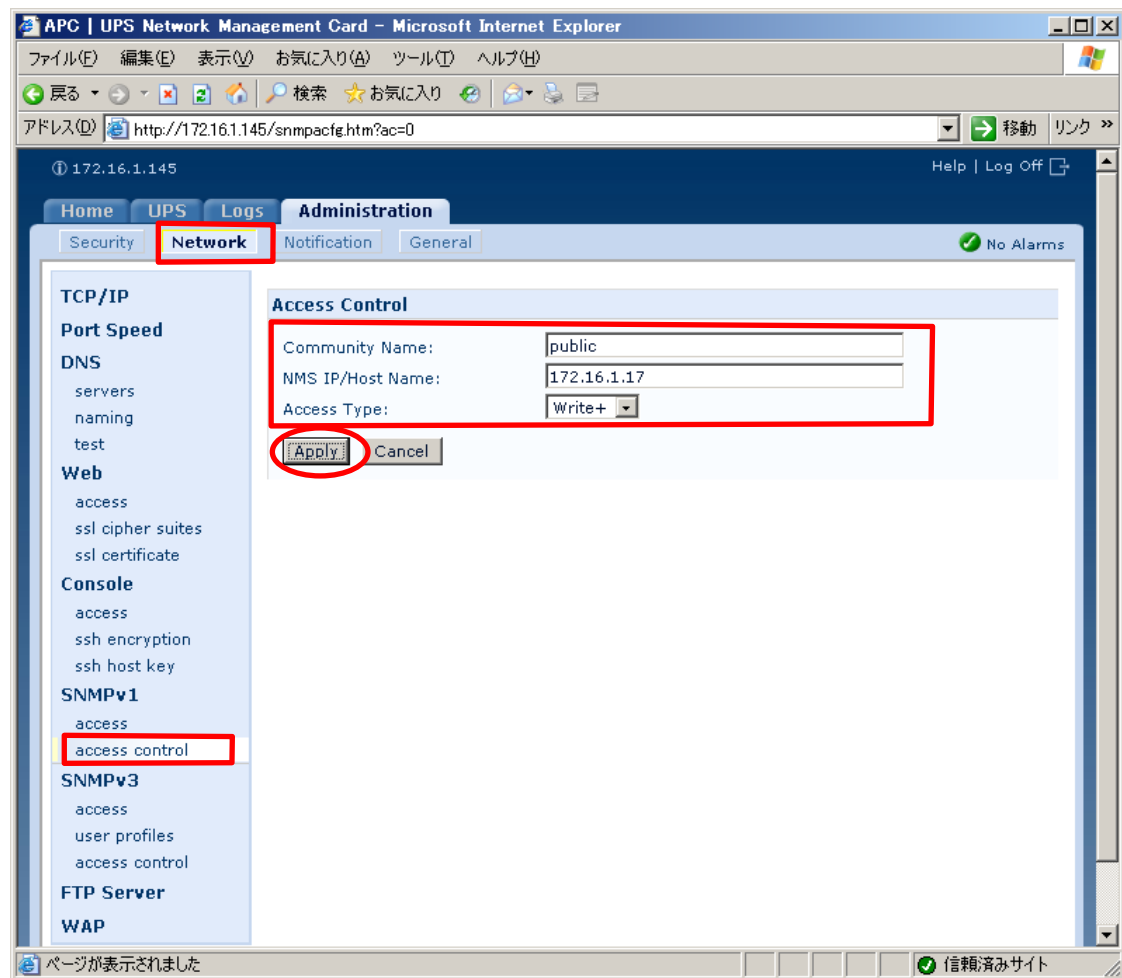 APC | UPS Network Management Card - Microsoft Internet Explorer
ファイル(F) 編集(E) 表示(V) お気に入り(A) ツール(T) ヘルプ(H)
戻る 検索 お気に入り
アドレス(D) http://172.16.1.145/snmpacfg.htm?ac=0 移動 リンク »
172.16.1.145 Help | Log Off
Home UPS Logs Administration
Security Network Notification General No Alarms
TCP/IP
Port Speed
DNS
servers
naming
test
Web
access
ssl cipher suites
ssl certificate
Console
access
ssh encryption
ssh host key
SNMPv1
access
access control
SNMPv3
access
user profiles
access control
FTP Server
WAP
Access Control
Community Name: public
NMS IP/Host Name: 172.16.1.17
Access Type: Write+
Apply Cancel
ページが表示されました 信頼済みサイト